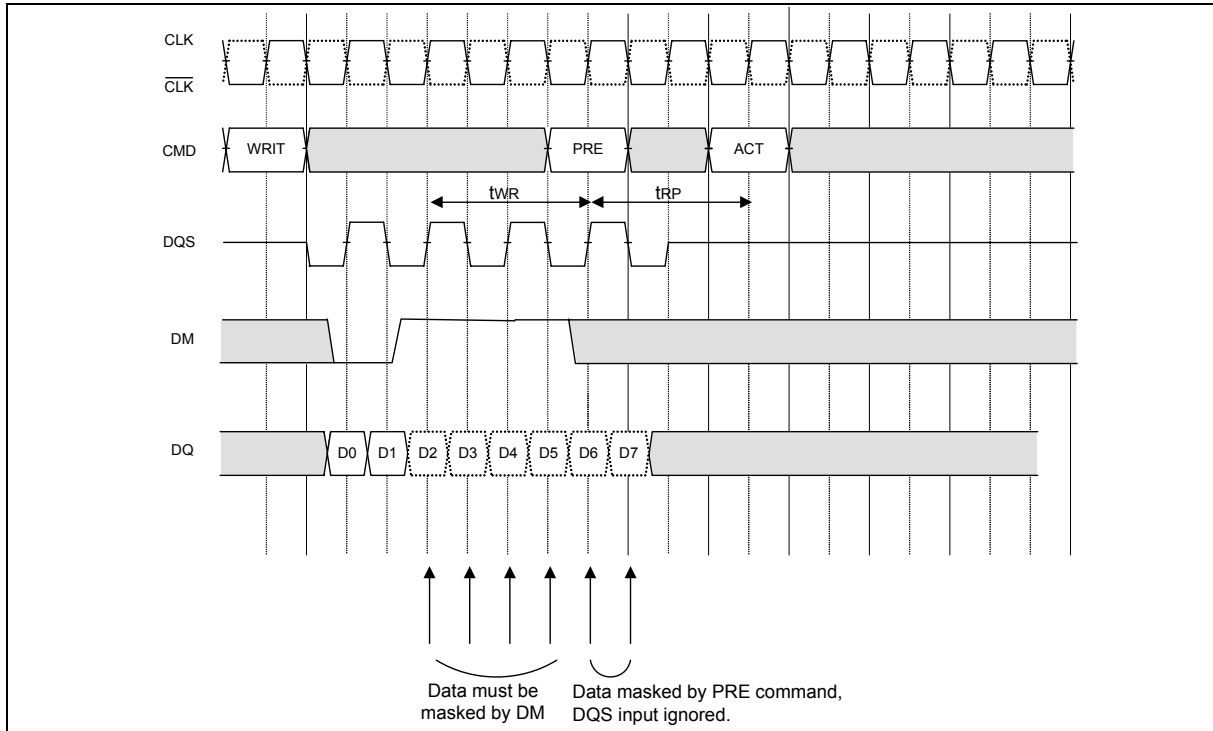 CLK
CLK
CMD
WRIT
PRE
ACT
tWR
tRP
DQS
DM
DQ
D0
D1
D2
D3
D4
D5
D6
D7
Data must be
masked by DM
Data masked by PRE command,
DQS input ignored.